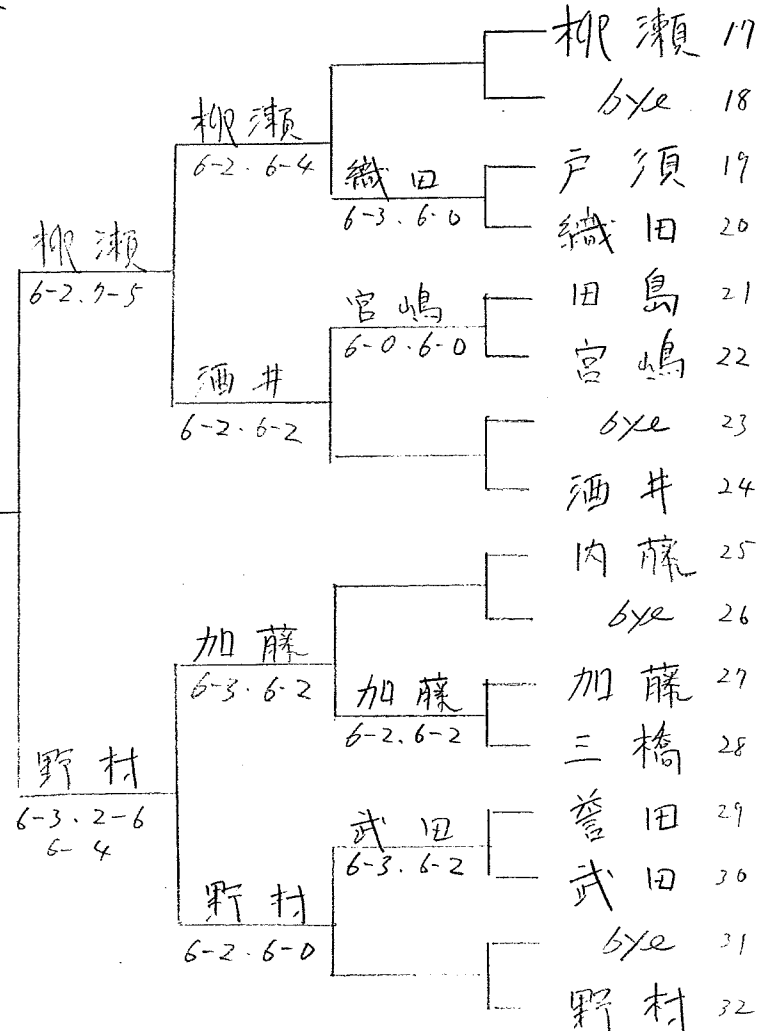 柳瀬 17
bye 18
柳瀬
6-2. 6-4
戸須 19
織田
6-3. 6-0
織田 20
柳瀬
6-2. 7-5
田島 21
宮嶋
6-0. 6-0
宮嶋 22
酒井
6-2. 6-2
bye 23
酒井 24
内藤 25
bye 26
加藤
6-3. 6-2
加藤 27
加藤
6-2. 6-2
三橋 28
野村
6-3. 2-6
6-4
誉田 29
武田
6-3. 6-2
武田 30
野村
6-2. 6-0
bye 31
野村 32